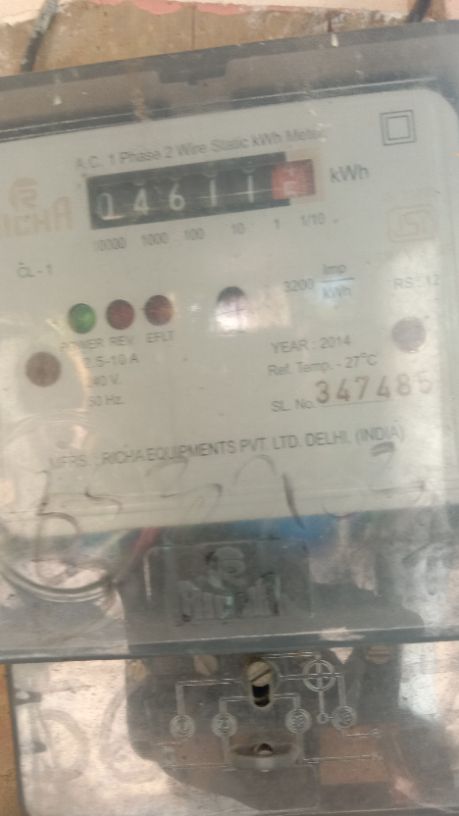 A.C. 1 Phase 2 Wire Static kWh Meter
RICHA
0 4 6 1 1 kWh
10000 1000 100 10 1 1/10
CL - 1
3200 Imp/kWh
RS : 12
POWER REV EFLT
2.5-10 A
240 V.
50 Hz.
YEAR : 2014
Ref. Temp. - 27°C
SL. No. 347485
MFRS. : RICHA EQUIPMENTS PVT. LTD. DELHI. (INDIA)